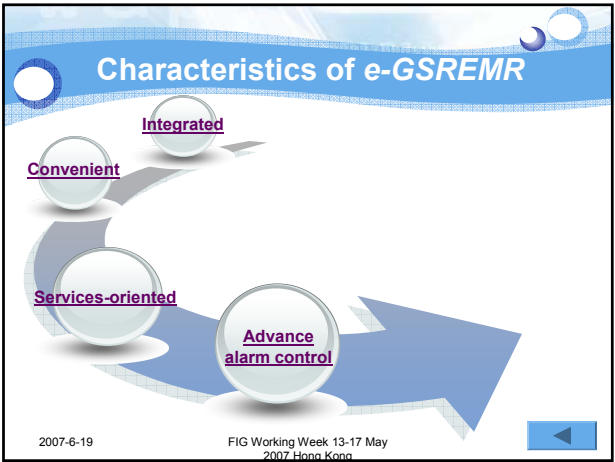 Characteristics of e-GSREMR
Integrated
Convenient
Services-oriented
Advance
alarm control
2007-6-19
FIG Working Week 13-17 May
2007 Hong Kong